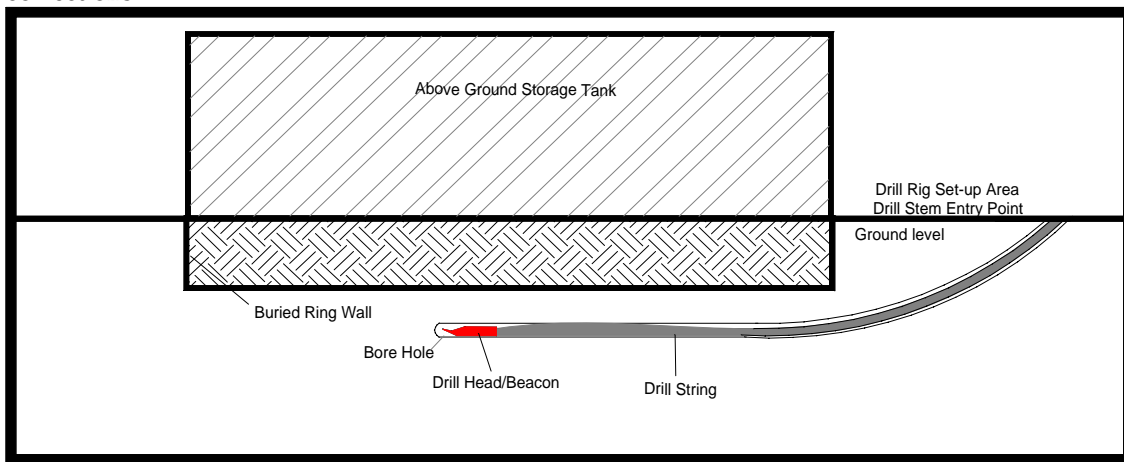 Above Ground Storage Tank
Drill Rig Set-up Area
Drill Stem Entry Point
Ground level
Buried Ring Wall
Bore Hole
Drill Head/Beacon
Drill String